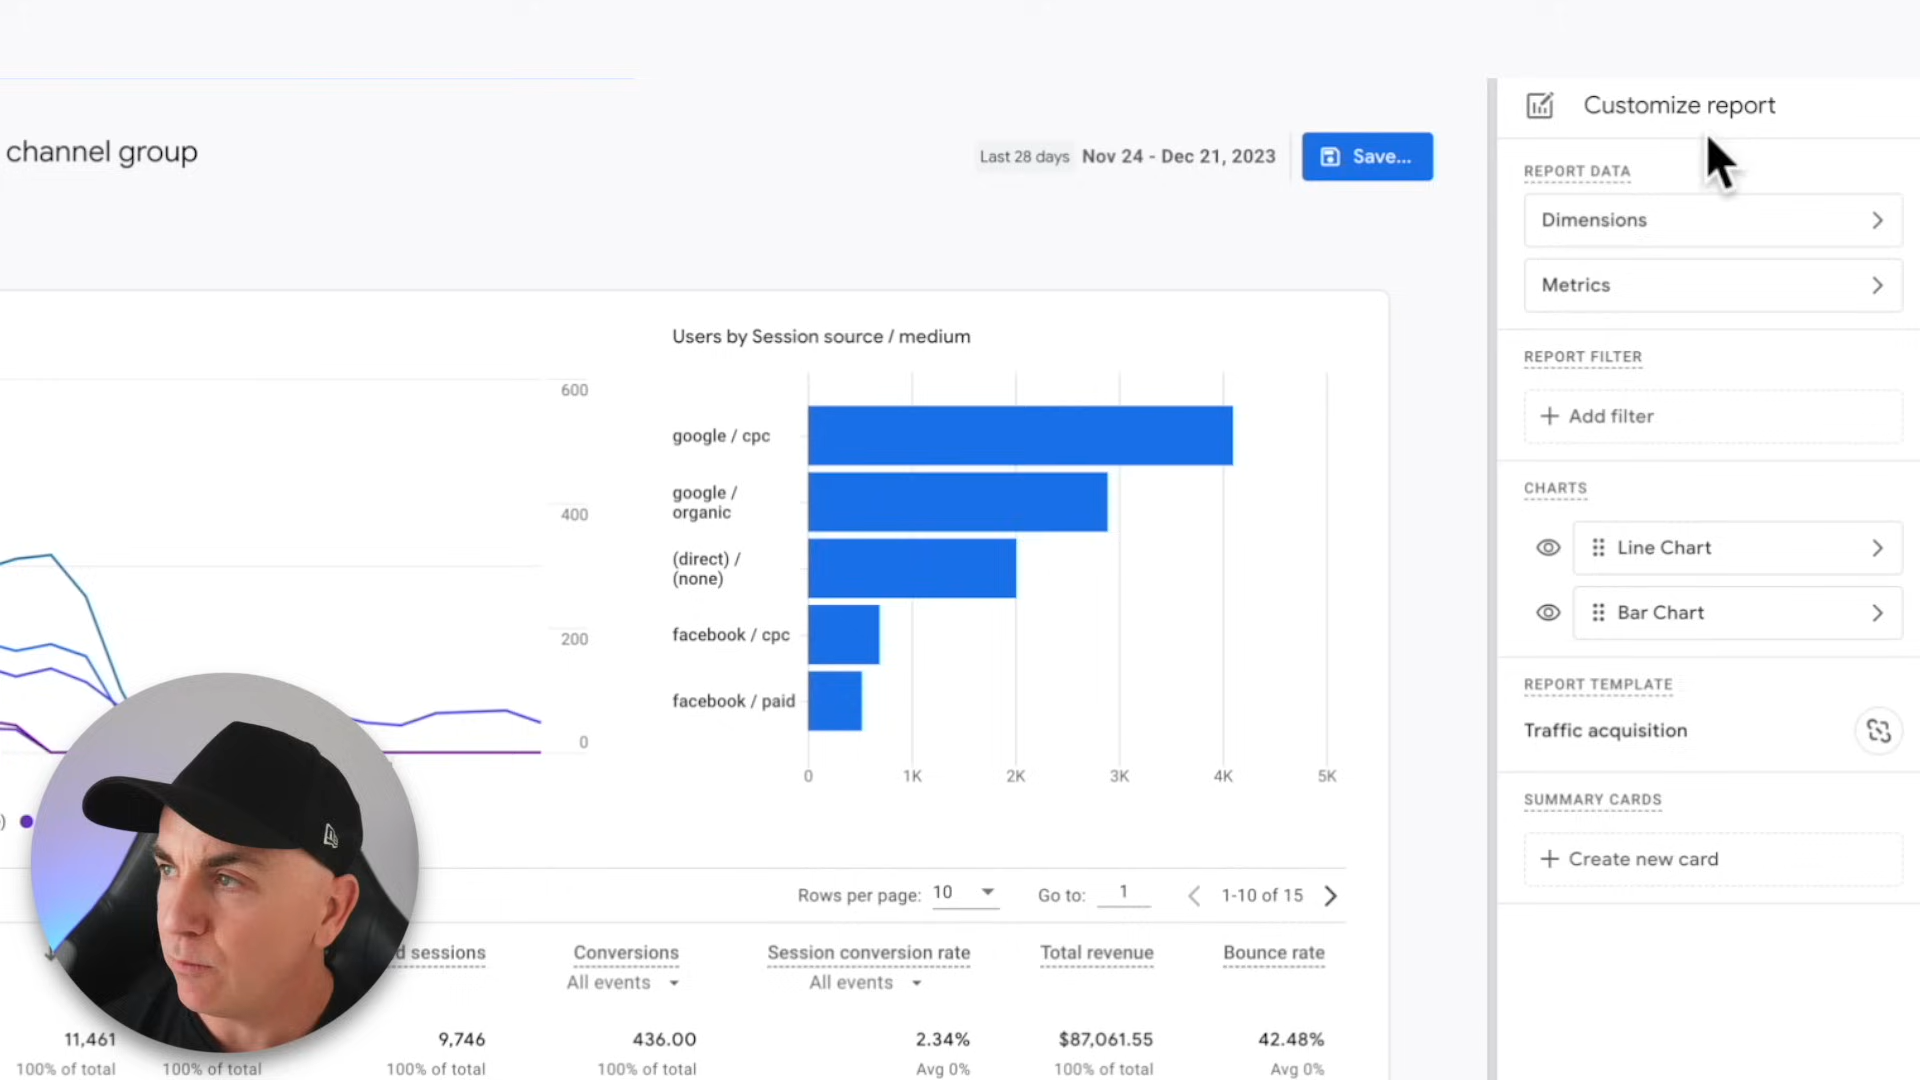 Customize report
channel group
Last 28 days Nov 24 - Dec 21, 2023
Save...
REPORT DATA
Dimensions
Metrics
REPORT FILTER
+ Add filter
CHARTS
Line Chart
Bar Chart
REPORT TEMPLATE
Traffic acquisition
SUMMARY CARDS
+ Create new card
600
400
200
0
)
Users by Session source / medium
google / cpc
google /
organic
(direct) /
(none)
facebook / cpc
facebook / paid
0 1K 2K 3K 4K 5K
Rows per page: 10 Go to: 1 1-10 of 15
d sessions Conversions Session conversion rate Total revenue Bounce rate
All events All events
11,461 9,746 436.00 2.34% $87,061.55 42.48%
100% of total 100% of total 100% of total 100% of total Avg 0% 100% of total Avg 0%